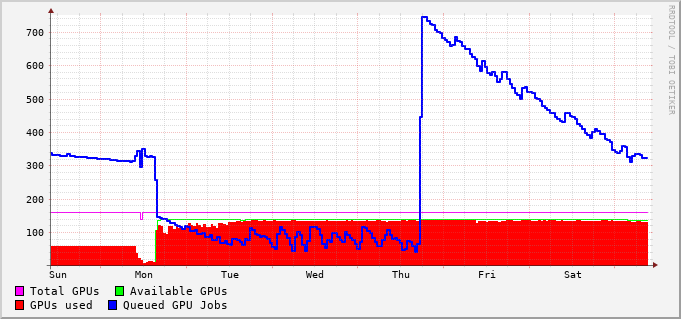 RRDTOOL / TOBI OETIKER
700
600
500
400
300
200
100
Sun Mon Tue Wed Thu Fri Sat
Total GPUs Available GPUs
GPUs used Queued GPU Jobs